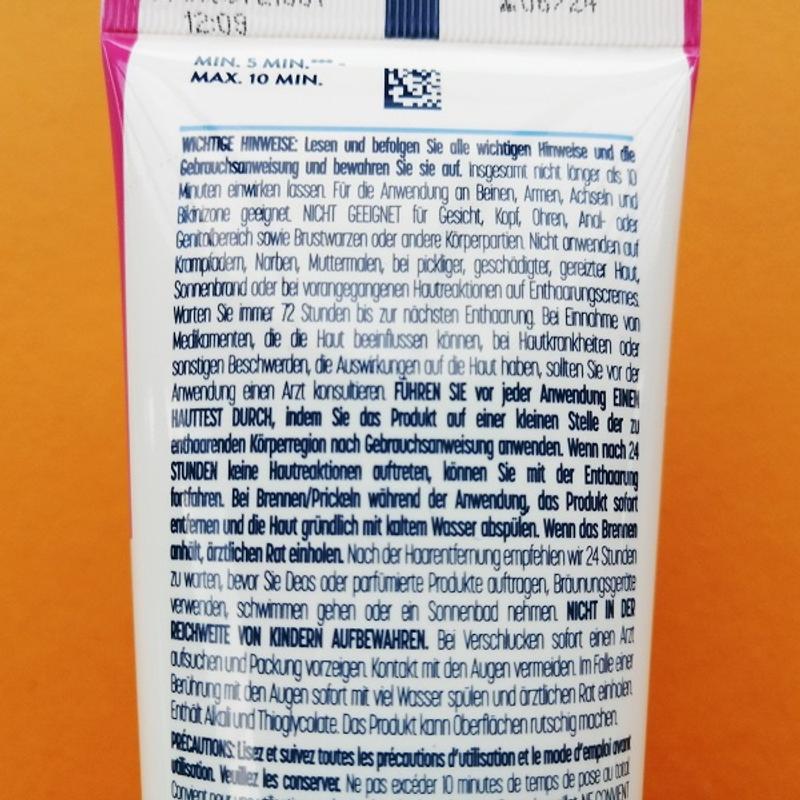 12:09
06/24
MIN. 5 MIN.***
MAX. 10 MIN.
WICHTIGE HINWEISE: Lesen und befolgen Sie alle wichtigen Hinweise und die
Gebrauchsanweisung und bewahren Sie sie auf. Insgesamt nicht länger als 10
Minuten einwirken lassen. Für die Anwendung an Beinen, Armen, Achseln und
Bikinizone geeignet. NICHT GEEIGNET für Gesicht, Kopf, Ohren, Anal- oder
Genitalbereich sowie Brustwarzen oder andere Körperpartien. Nicht anwenden auf
Krampfadern, Narben, Muttermalen, bei pickliger, geschädigter, gereizter Haut,
Sonnenbrand oder bei vorangegangenen Hautreaktionen auf Enthaarungscremes.
Warten Sie immer 72 Stunden bis zur nächsten Enthaarung. Bei Einnahme von
Medikamenten, die die Haut beeinflussen können, bei Hautkrankheiten oder
sonstigen Beschwerden, die Auswirkungen auf die Haut haben, sollten Sie vor der
Anwendung einen Arzt konsultieren. FÜHREN SIE vor jeder Anwendung EINEN
HAUTTEST DURCH, indem Sie das Produkt auf einer kleinen Stelle der zu
enthaarenden Körperregion nach Gebrauchsanweisung anwenden. Wenn nach 24
STUNDEN keine Hautreaktionen auftreten, können Sie mit der Enthaarung
fortfahren. Bei Brennen/Prickeln während der Anwendung, das Produkt sofort
entfernen und die Haut gründlich mit kaltem Wasser abspülen. Wenn das Brennen
anhält, ärztlichen Rat einholen. Nach der Haarentfernung empfehlen wir 24 Stunden
zu warten, bevor Sie Deos oder parfümierte Produkte auftragen, Bräunungsgeräte
verwenden, schwimmen gehen oder ein Sonnenbad nehmen. NICHT IN DER
REICHWEITE VON KINDERN AUFBEWAHREN. Bei Verschlucken sofort einen Arzt
aufsuchen und Packung vorzeigen. Kontakt mit den Augen vermeiden. Im Falle einer
Berührung mit den Augen sofort mit viel Wasser spülen und ärztlichen Rat einholen.
Enthält Alkali und Thioglycolate. Das Produkt kann Oberflächen rutschig machen.
PRÉCAUTIONS: Lisez et suivez toutes les précautions d'utilisation et le mode d'emploi avant
utilisation. Veuillez les conserver. Ne pas excéder 10 minutes de temps de pose au total.